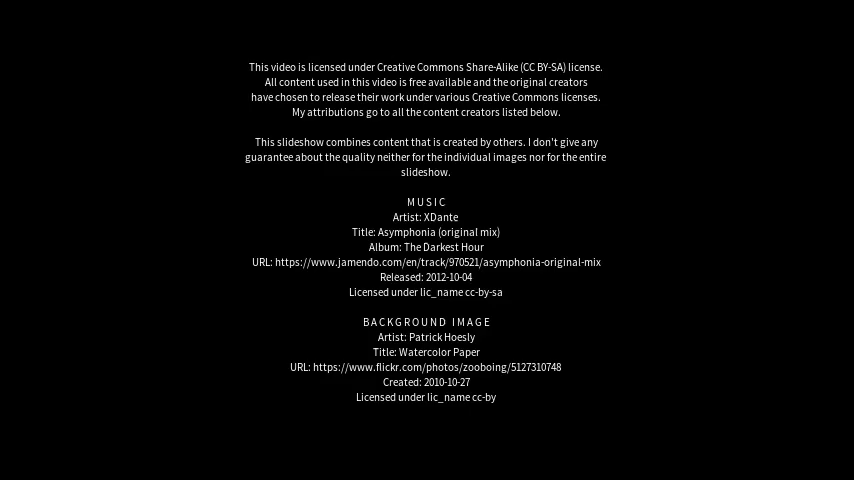 This video is licensed under Creative Commons Share-Alike (CC BY-SA) license.
All content used in this video is free available and the original creators
have chosen to release their work under various Creative Commons licenses.
My attributions go to all the content creators listed below.
This slideshow combines content that is created by others. I don't give any
guarantee about the quality neither for the individual images nor for the entire
slideshow.
MUSIC
Artist: XDante
Title: Asymphonia (original mix)
Album: The Darkest Hour
URL: https://www.jamendo.com/en/track/970521/asymphonia-original-mix
Released: 2012-10-04
Licensed under lic_name cc-by-sa
BACKGROUND IMAGE
Artist: Patrick Hoesly
Title: Watercolor Paper
URL: https://www.flickr.com/photos/zooboing/5127310748
Created: 2010-10-27
Licensed under lic_name cc-by